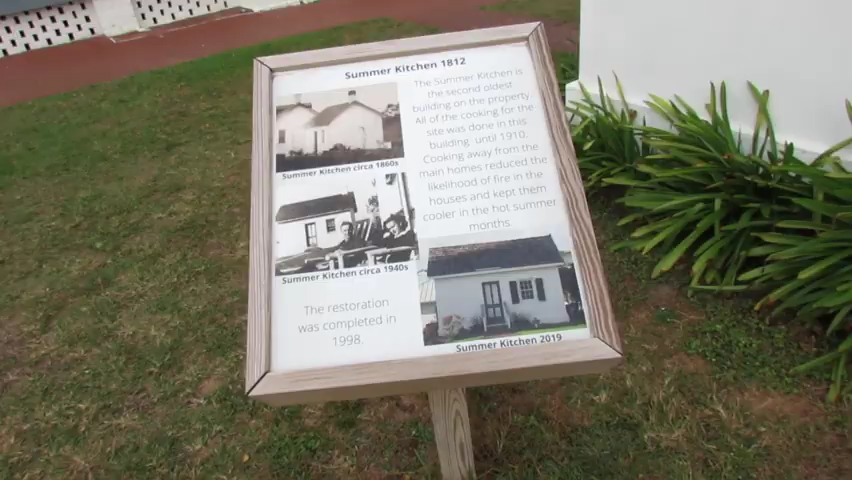 Summer Kitchen 1812
The Summer Kitchen is
the second oldest
building on the property.
All of the cooking for the
site was done in this
building until 1910.
Cooking away from the
main homes reduced the
likelihood of fire in the
houses and kept them
cooler in the hot summer
months.
Summer Kitchen circa 1860s
Summer Kitchen circa 1940s
The restoration
was completed in
1998.
Summer Kitchen 2019